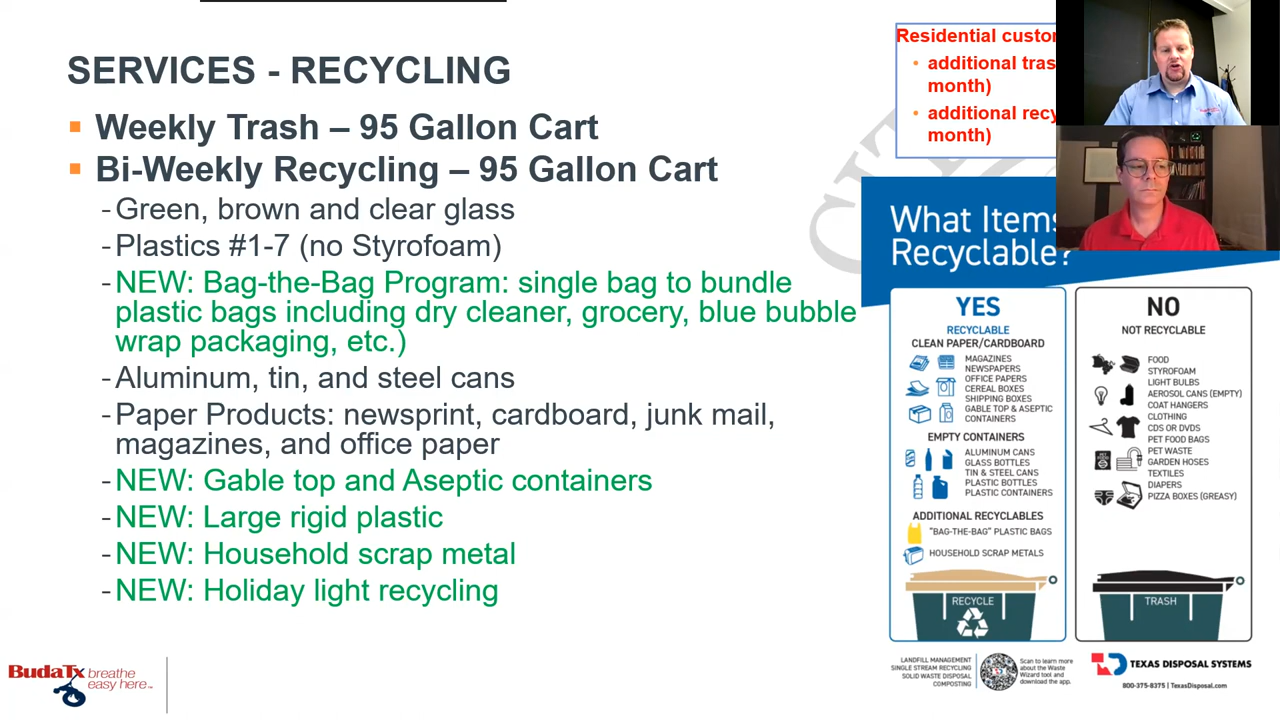 SERVICES - RECYCLING
▪ Weekly Trash – 95 Gallon Cart
▪ Bi-Weekly Recycling – 95 Gallon Cart
-Green, brown and clear glass
-Plastics #1-7 (no Styrofoam)
-NEW: Bag-the-Bag Program: single bag to bundle
plastic bags including dry cleaner, grocery, blue bubble
wrap packaging, etc.)
-Aluminum, tin, and steel cans
-Paper Products: newsprint, cardboard, junk mail,
magazines, and office paper
-NEW: Gable top and Aseptic containers
-NEW: Large rigid plastic
-NEW: Household scrap metal
-NEW: Holiday light recycling
BudaTx breathe
easy here™
Residential custo
• additional tras
month)
• additional recy
month)
What Items
Recyclable?
YES
RECYCLABLE
CLEAN PAPER/CARDBOARD
MAGAZINES
NEWSPAPERS
OFFICE PAPERS
CEREAL BOXES
SHIPPING BOXES
GABLE TOP & ASEPTIC
CONTAINERS
EMPTY CONTAINERS
ALUMINUM CANS
GLASS BOTTLES
TIN & STEEL CANS
PLASTIC BOTTLES
PLASTIC CONTAINERS
ADDITIONAL RECYCLABLES
"BAG-THE-BAG" PLASTIC BAGS
HOUSEHOLD SCRAP METALS
RECYCLE
NO
NOT RECYCLABLE
FOOD
STYROFOAM
LIGHT BULBS
AEROSOL CANS (EMPTY)
COAT HANGERS
CLOTHING
CDS OR DVDS
PET FOOD BAGS
PET WASTE
GARDEN HOSES
TEXTILES
DIAPERS
PIZZA BOXES (GREASY)
TRASH
LANDFILL MANAGEMENT
SINGLE STREAM RECYCLING
SOLID WASTE DISPOSAL
COMPOSTING
Scan to learn more
about the Waste
Wizard tool and
download the app.
TEXAS DISPOSAL SYSTEMS
800-375-8375 | TexasDisposal.com